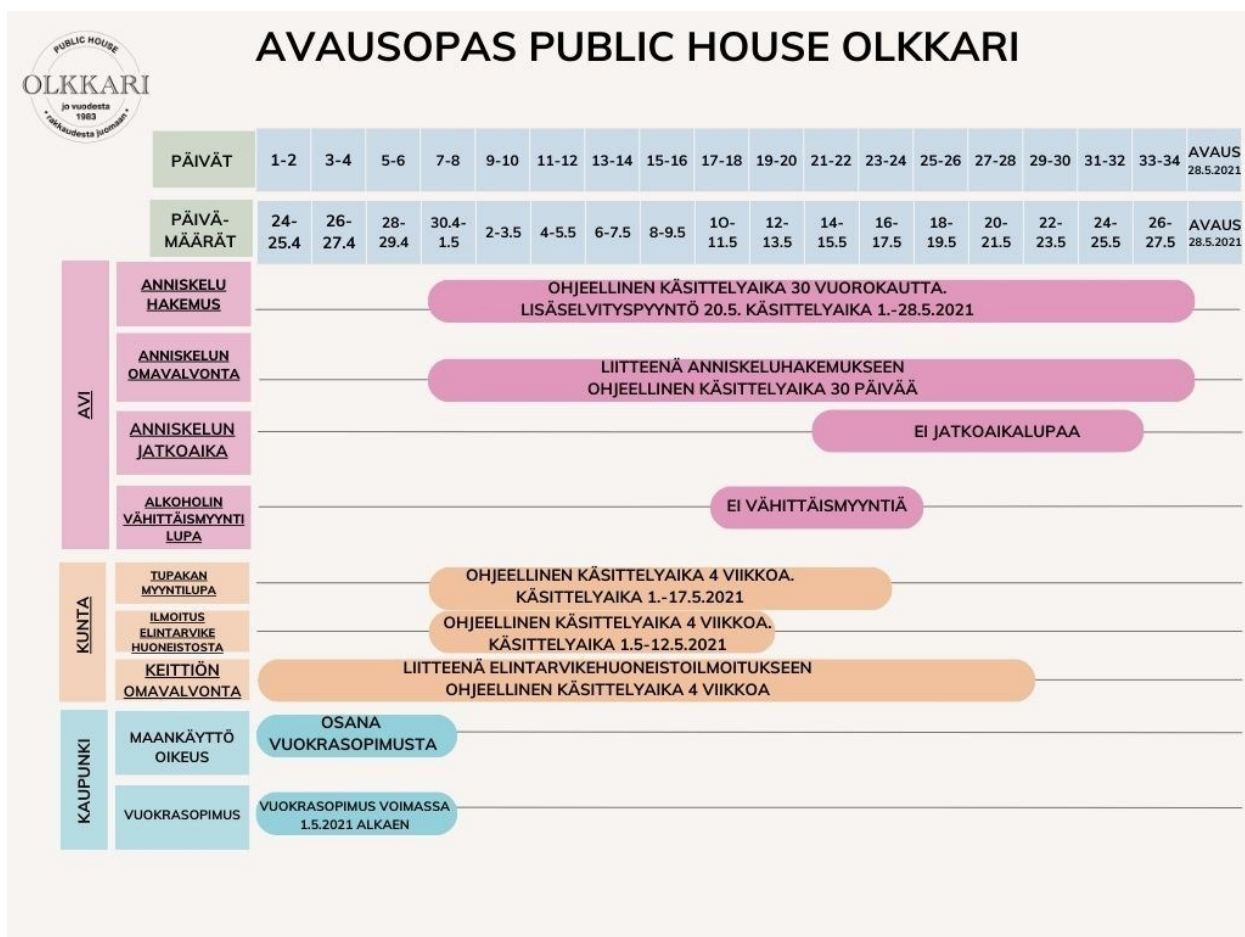 AVAUSOPAS PUBLIC HOUSE OLKKARI
PUBLIC HOUSE
OLKKARI
jo vuodesta
1983
• rakkaudesta juomaan •
PÄIVÄT 1-2 3-4 5-6 7-8 9-10 11-12 13-14 15-16 17-18 19-20 21-22 23-24 25-26 27-28 29-30 31-32 33-34 AVAUS 28.5.2021
PÄIVÄ-
MÄÄRÄT
24-
25.4
26-
27.4
28-
29.4
30.4-
1.5
2-3.5
4-5.5
6-7.5
8-9.5
10-
11.5
12-
13.5
14-
15.5
16-
17.5
18-
19.5
20-
21.5
22-
23.5
24-
25.5
26-
27.5
AVAUS
28.5.2021
AVI
ANNISKELU
HAKEMUS
OHJEELLINEN KÄSITTELYAIKA 30 VUOROKAUTTA.
LISÄSELVITYSPYYNTÖ 20.5. KÄSITTELYAIKA 1.-28.5.2021
ANNISKELUN
OMAVALVONTA
LIITTEENÄ ANNISKELUHAKEMUKSEEN
OHJEELLINEN KÄSITTELYAIKA 30 PÄIVÄÄ
ANNISKELUN
JATKOAIKA
EI JATKOAIKALUPAA
ALKOHOLIN
VÄHITTÄISMYYNTI
LUPA
EI VÄHITTÄISMYYNTIÄ
KUNTA
TUPAKAN
MYYNTILUPA
OHJEELLINEN KÄSITTELYAIKA 4 VIIKKOA.
KÄSITTELYAIKA 1.-17.5.2021
ILMOITUS
ELINTARVIKE
HUONEISTOSTA
OHJEELLINEN KÄSITTELYAIKA 4 VIIKKOA.
KÄSITTELYAIKA 1.5-12.5.2021
KEITTIÖN
OMAVALVONTA
LIITTEENÄ ELINTARVIKEHUONEISTOILMOITUKSEEN
OHJEELLINEN KÄSITTELYAIKA 4 VIIKKOA
KAUPUNKI
MAANKÄYTTÖ
OIKEUS
OSANA
VUOKRASOPIMUSTA
VUOKRASOPIMUS
VUOKRASOPIMUS VOIMASSA
1.5.2021 ALKAEN